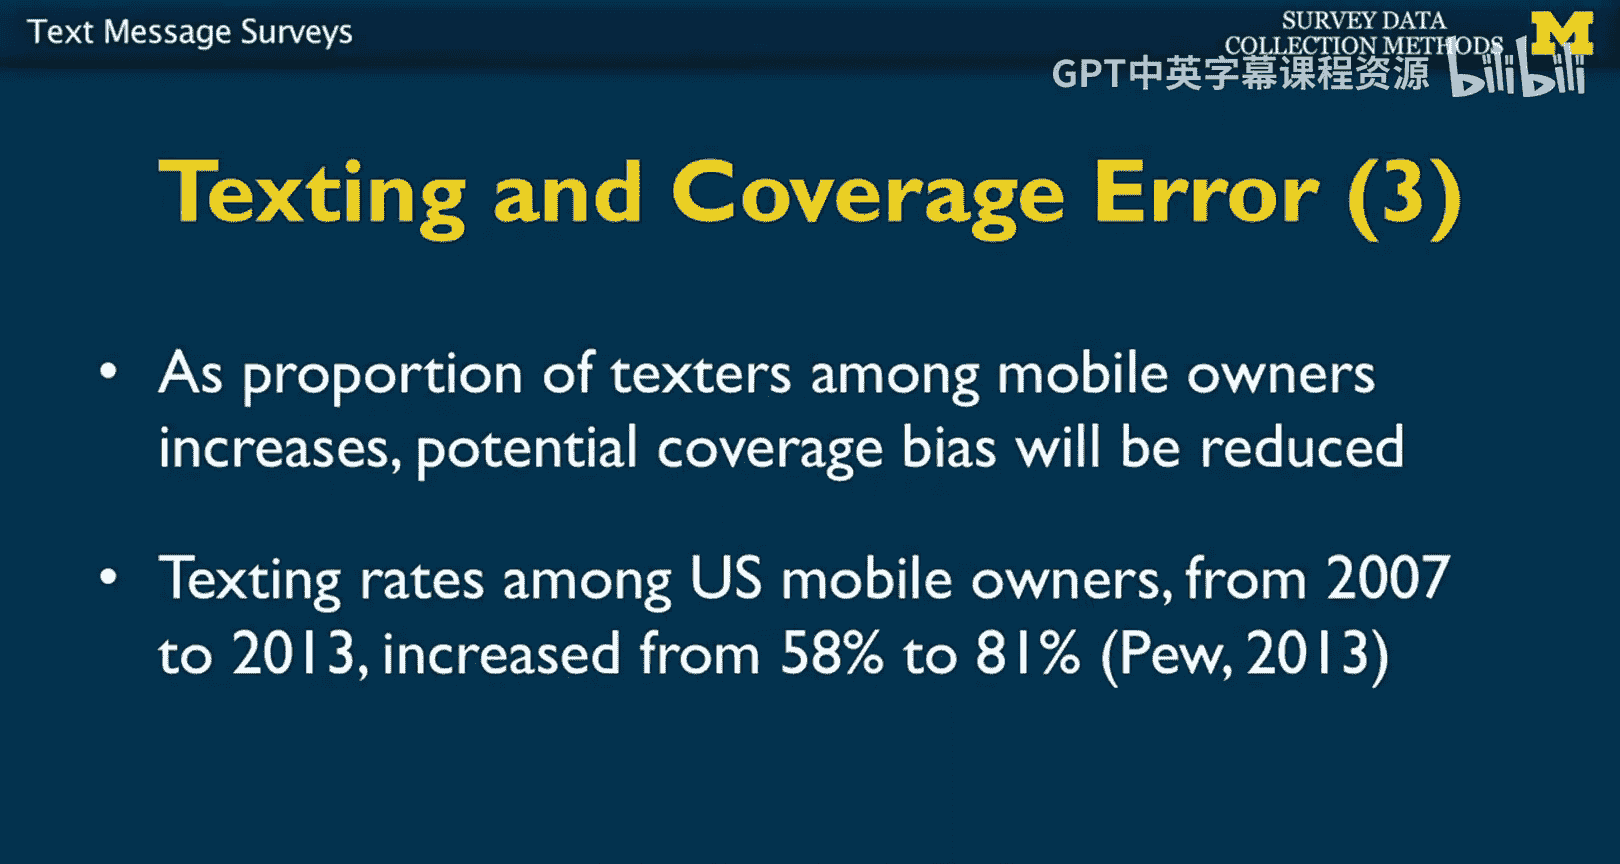 Text Message Surveys
SURVEY DATA
COLLECTION METHODS
M
GPT中英字幕课程资源 bilibili
Texting and Coverage Error (3)
• As proportion of texters among mobile owners
increases, potential coverage bias will be reduced
• Texting rates among US mobile owners, from 2007
to 2013, increased from 58% to 81% (Pew, 2013)